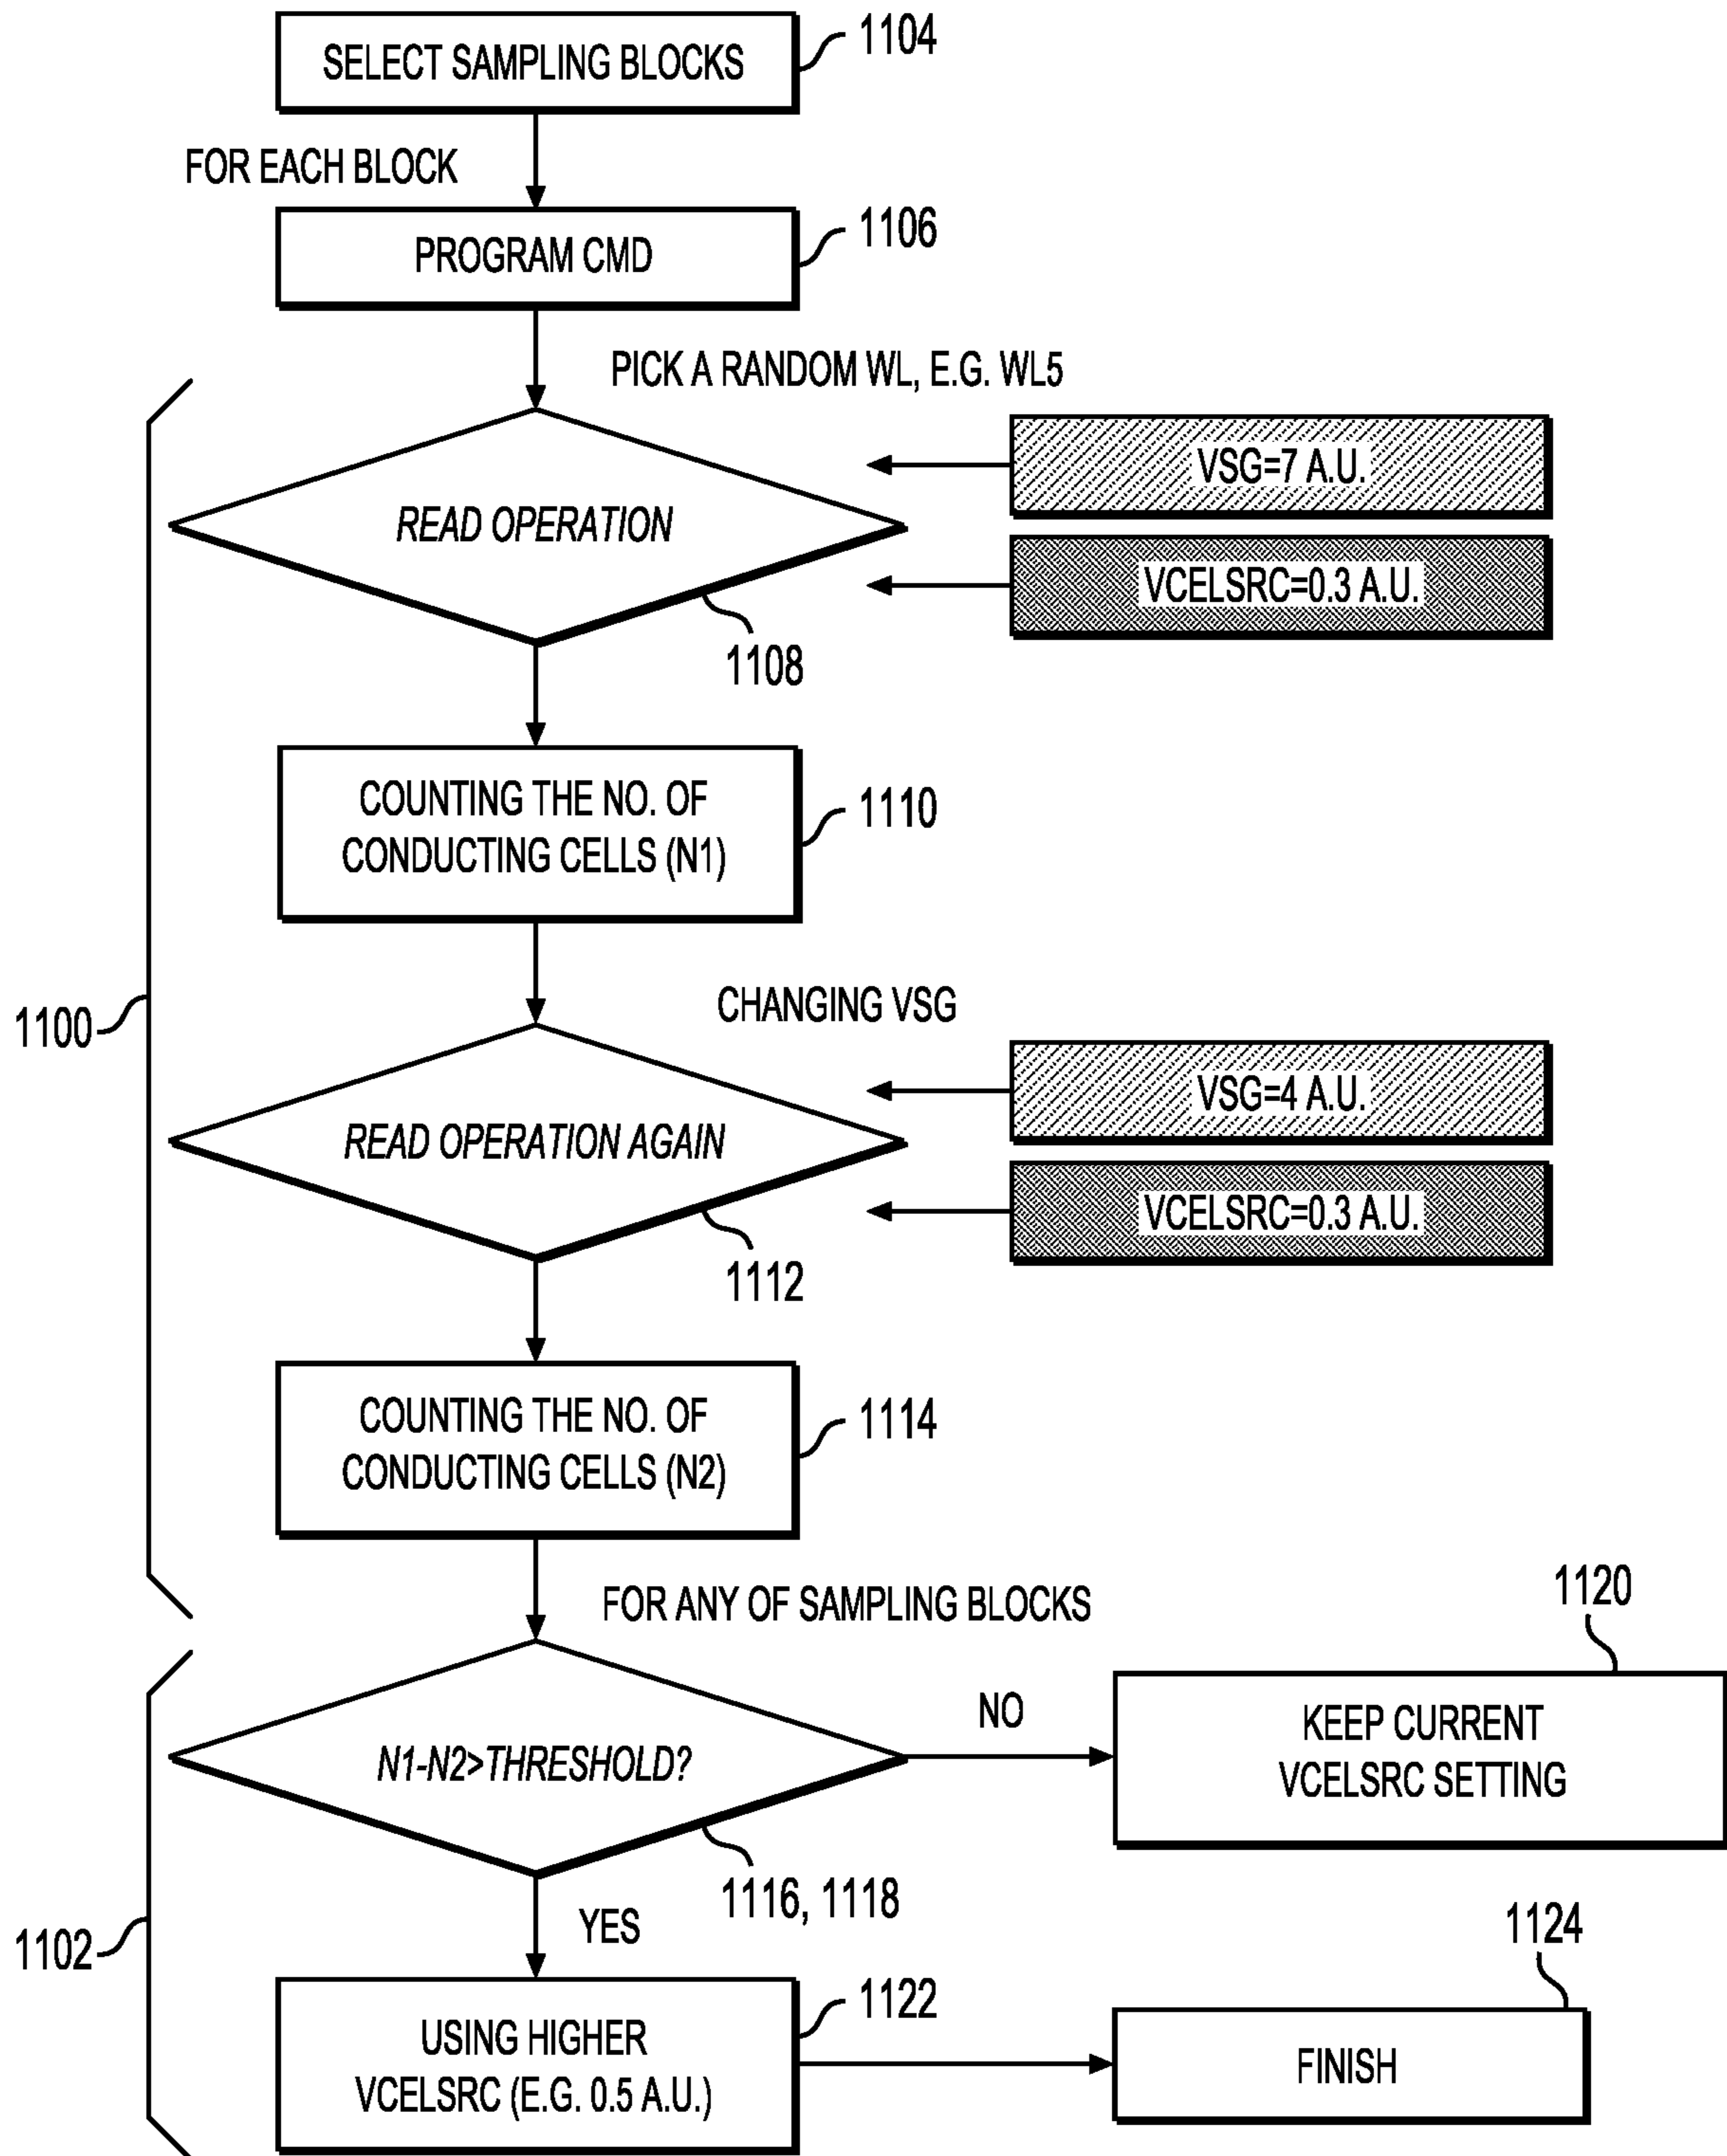 1104
SELECT SAMPLING BLOCKS
FOR EACH BLOCK
1106
PROGRAM CMD
PICK A RANDOM WL, E.G. WL5
VSG=7 A.U.
READ OPERATION
VCELSRC=0.3 A.U.
1108
COUNTING THE NO. OF
CONDUCTING CELLS (N1)
1110
CHANGING VSG
1100
VSG=4 A.U.
READ OPERATION AGAIN
VCELSRC=0.3 A.U.
1112
COUNTING THE NO. OF
CONDUCTING CELLS (N2)
1114
FOR ANY OF SAMPLING BLOCKS
1120
NO
KEEP CURRENT
VCELSRC SETTING
N1-N2>THRESHOLD?
1116, 1118
YES
1102
1124
1122
USING HIGHER
VCELSRC (E.G. 0.5 A.U.)
FINISH